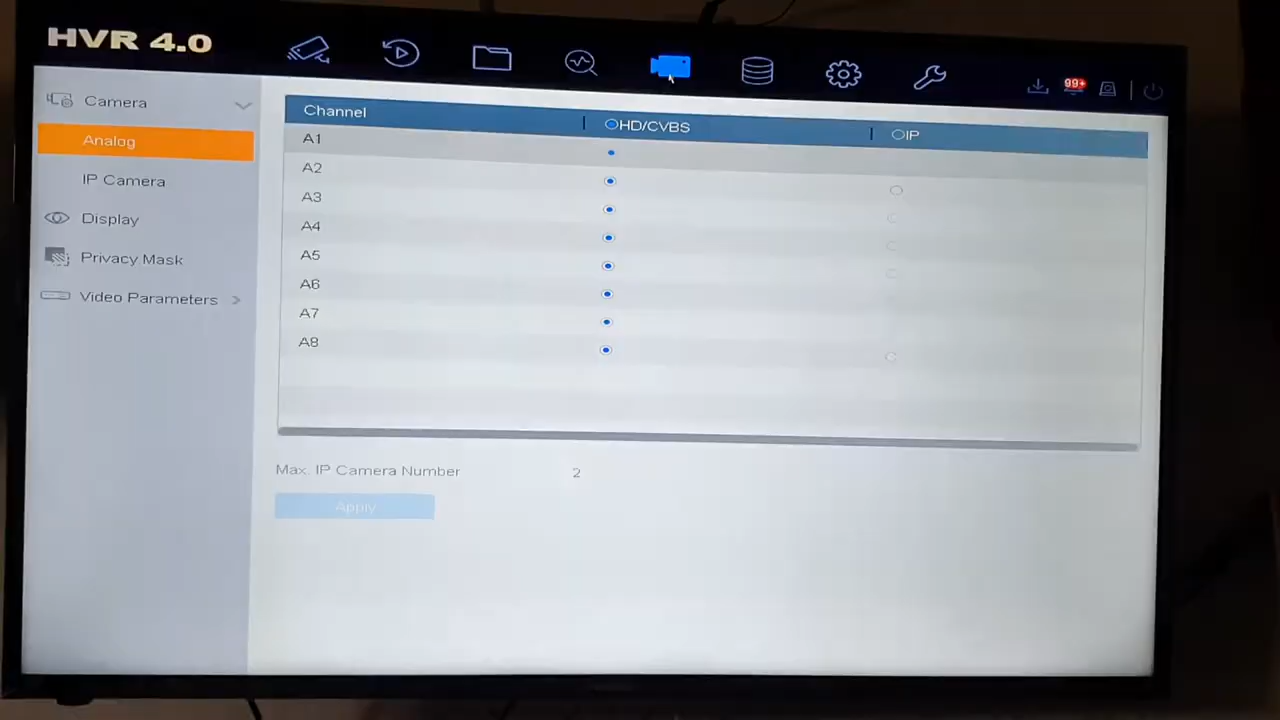 HVR 4.0
99+
Camera
Analog
IP Camera
Display
Privacy Mask
Video Parameters
Channel HD/CVBS IP
A1
A2
A3
A4
A5
A6
A7
A8
Max. IP Camera Number 2
Apply